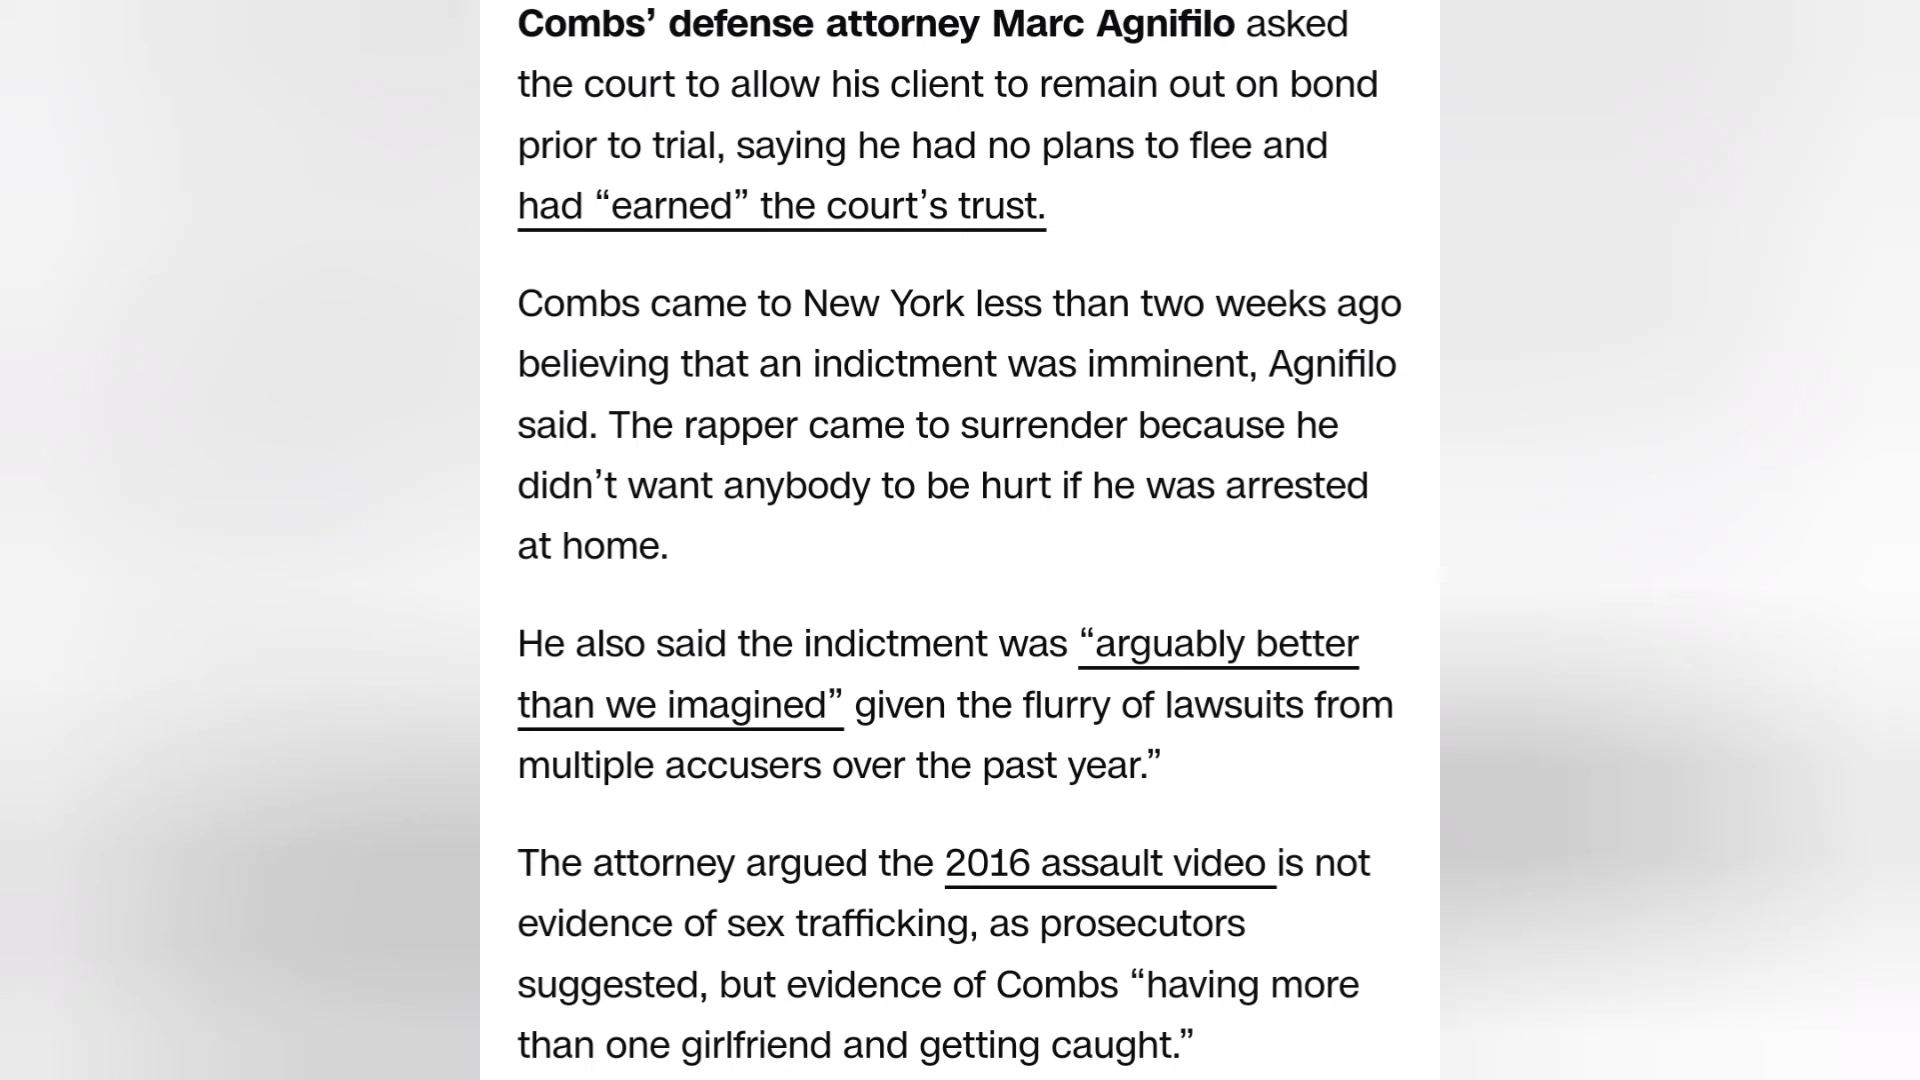 Combs’ defense attorney Marc Agnifilo asked
the court to allow his client to remain out on bond
prior to trial, saying he had no plans to flee and
had “earned” the court’s trust.
Combs came to New York less than two weeks ago
believing that an indictment was imminent, Agnifilo
said. The rapper came to surrender because he
didn’t want anybody to be hurt if he was arrested
at home.
He also said the indictment was “arguably better
than we imagined” given the flurry of lawsuits from
multiple accusers over the past year.”
The attorney argued the 2016 assault video is not
evidence of sex trafficking, as prosecutors
suggested, but evidence of Combs “having more
than one girlfriend and getting caught.”